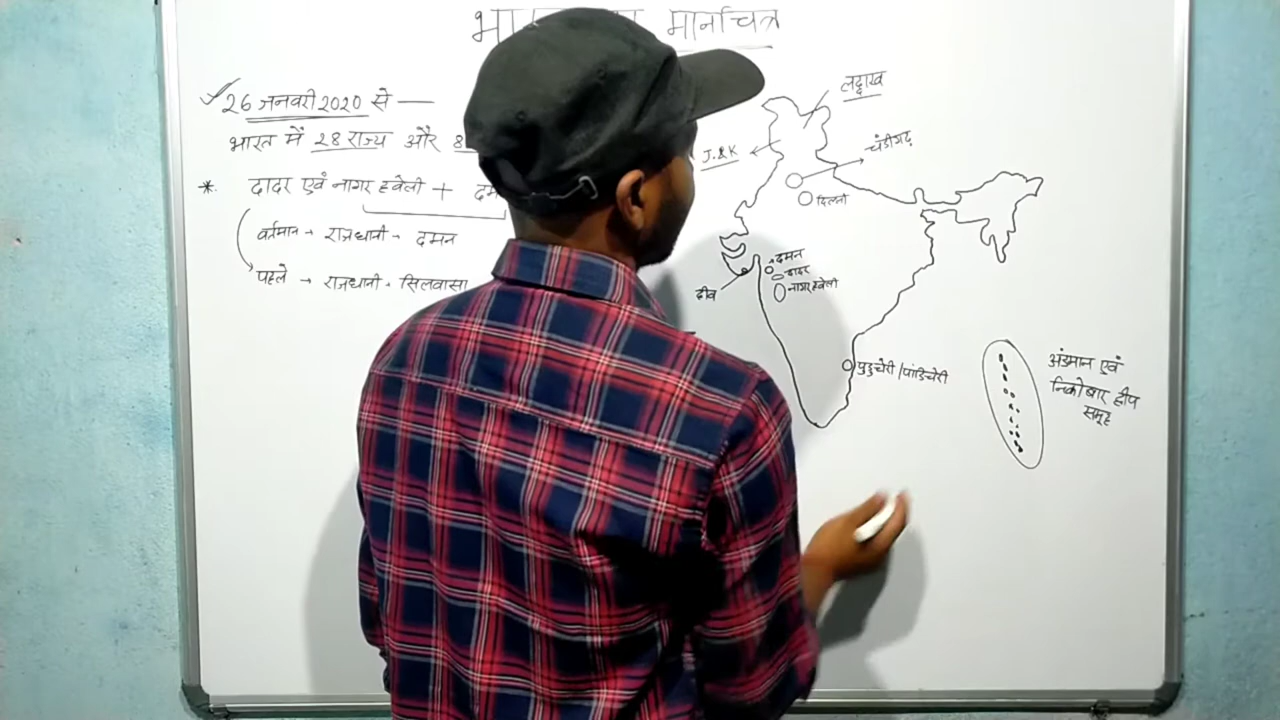 मानचित्र
26 जनवरी 2020 से —
भारत में 28 राज्य और 8
*. दादर एवं नागर हवेली + दम
वर्तमान → राजधानी → दमन
पहले → राजधानी → सिलवासा
लद्दाख
J.&K
चंडीगढ़
दिल्ली
दमन
दादर
नागर हवेली
दीव
पुडुचेरी / पांडिचेरी
अंडमान एवं
निकोबार द्वीप
समूह